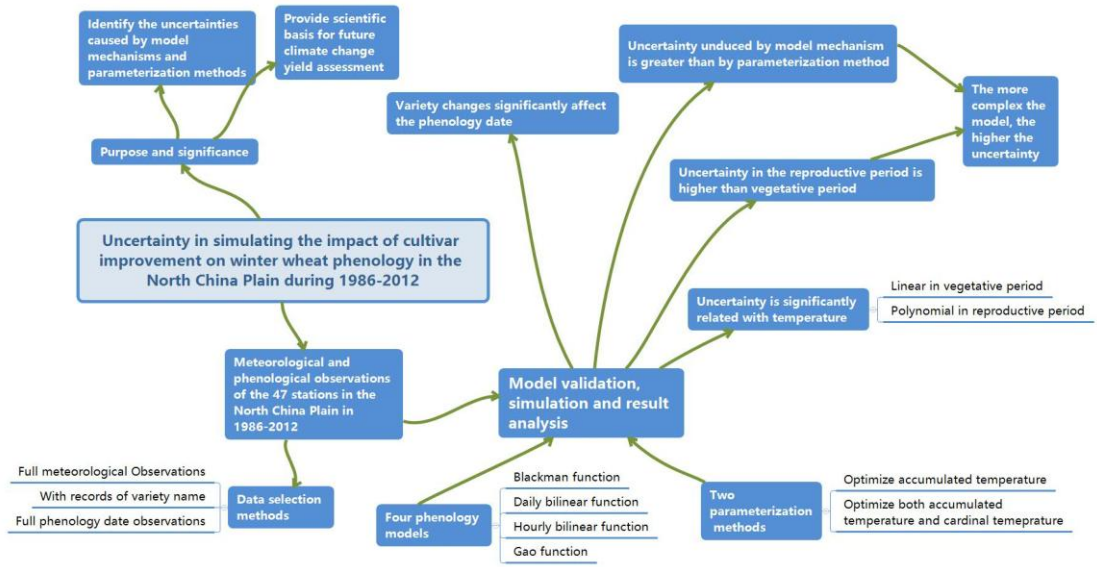 Identify the uncertainties
caused by model
mechanisms and
parameterization methods
Provide scientific
basis for future
climate change
yield assessment
Purpose and significance
Variety changes significantly affect
the phenology date
Uncertainty unduced by model mechanism
is greater than by parameterization method
The more
complex the
model, the
higher the
uncertainty
Uncertainty in the reproductive period is
higher than vegetative period
Uncertainty in simulating the impact of cultivar
improvement on winter wheat phenology in the
North China Plain during 1986-2012
Uncertainty is significantly
related with temperature
Linear in vegetative period
Polynomial in reproductive period
Meteorological and
phenological observations
of the 47 stations in the
North China Plain in
1986-2012
Model validation,
simulation and result
analysis
Full meteorological Observations
With records of variety name
Full phenology date observations
Data selection
methods
Four phenology
models
Blackman function
Daily bilinear function
Hourly bilinear function
Gao function
Two
parameterization
methods
Optimize accumulated temperature
Optimize both accumulated
temperature and cardinal temeprature